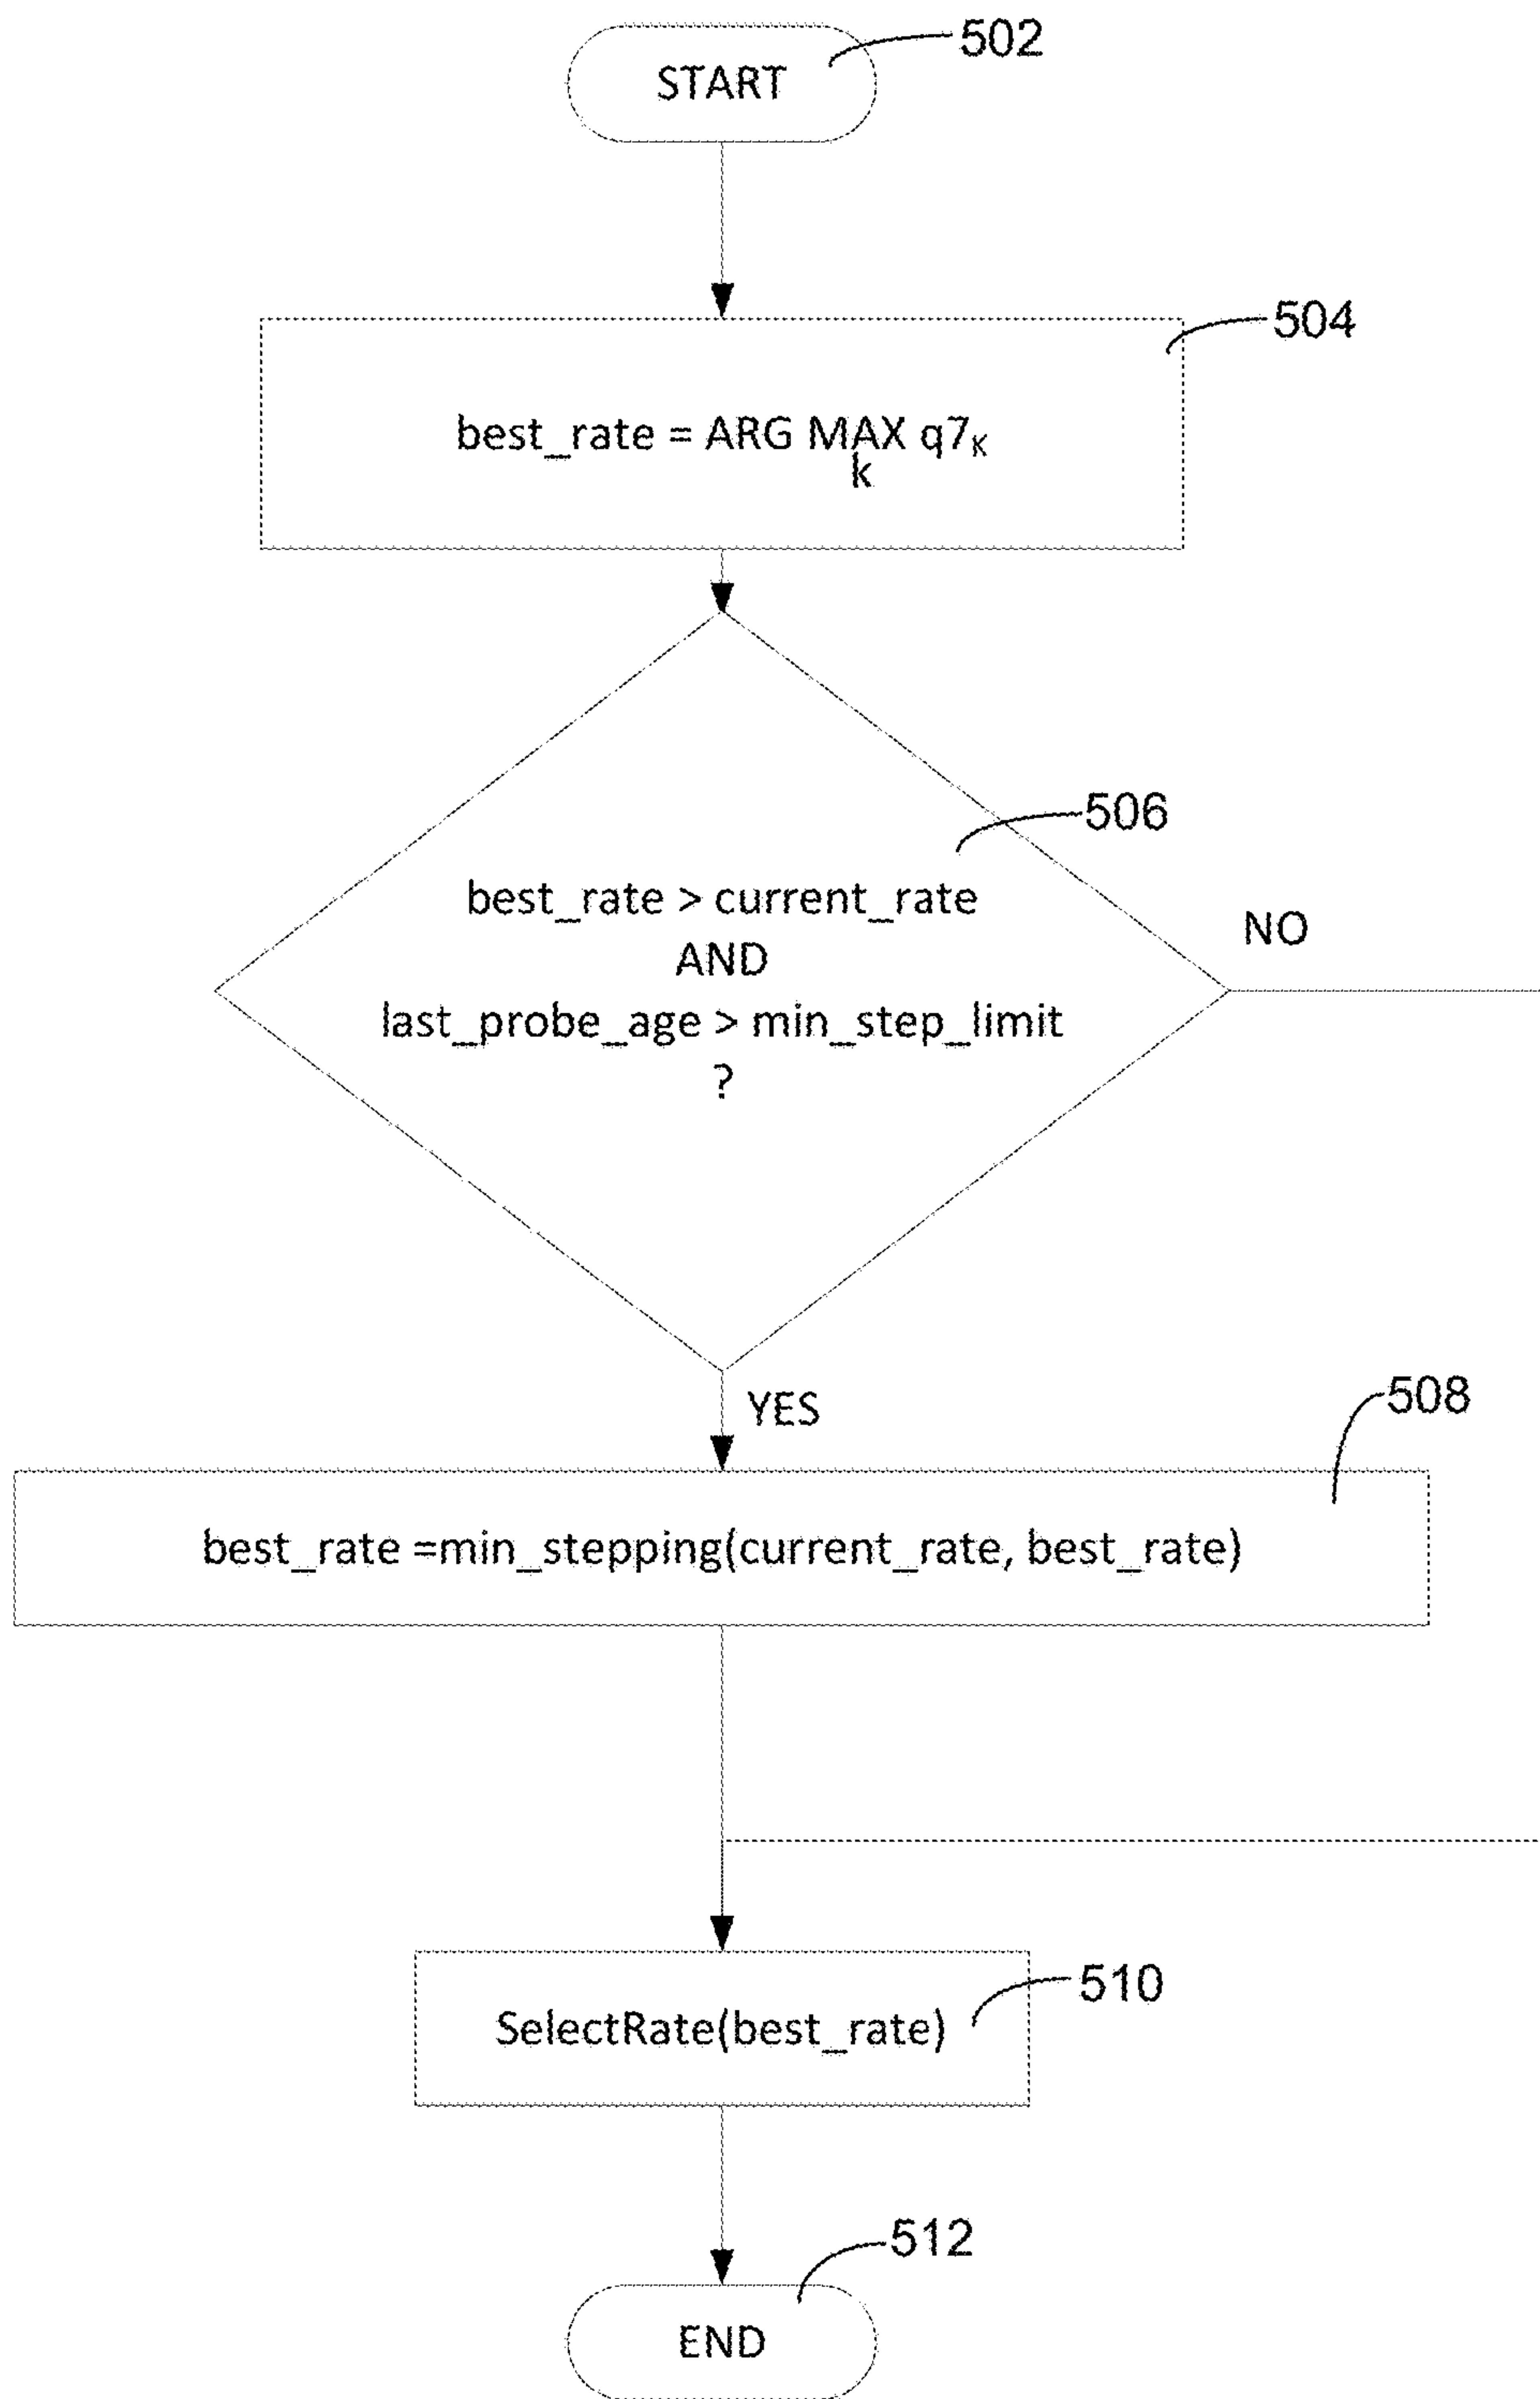 502
START
504
best_rate = ARG MAX q7K
k
506
best_rate > current_rate
AND
last_probe_age > min_step_limit
?
NO
YES
508
best_rate =min_stepping(current_rate, best_rate)
510
SelectRate(best_rate)
512
END